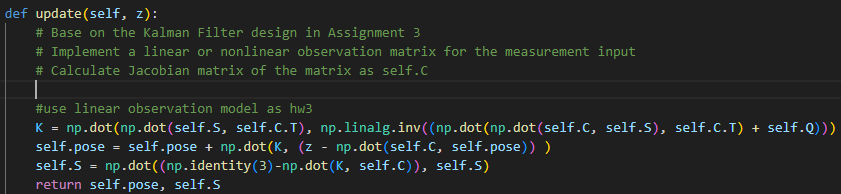 def update(self, z):
# Base on the Kalman Filter design in Assignment 3
# Implement a linear or nonlinear observation matrix for the measurement input
# Calculate Jacobian matrix of the matrix as self.C
#use linear observation model as hw3
K = np.dot(np.dot(self.S, self.C.T), np.linalg.inv((np.dot(np.dot(self.C, self.S), self.C.T) + self.Q)))
self.pose = self.pose + np.dot(K, (z - np.dot(self.C, self.pose)) )
self.S = np.dot((np.identity(3)-np.dot(K, self.C)), self.S)
return self.pose, self.S